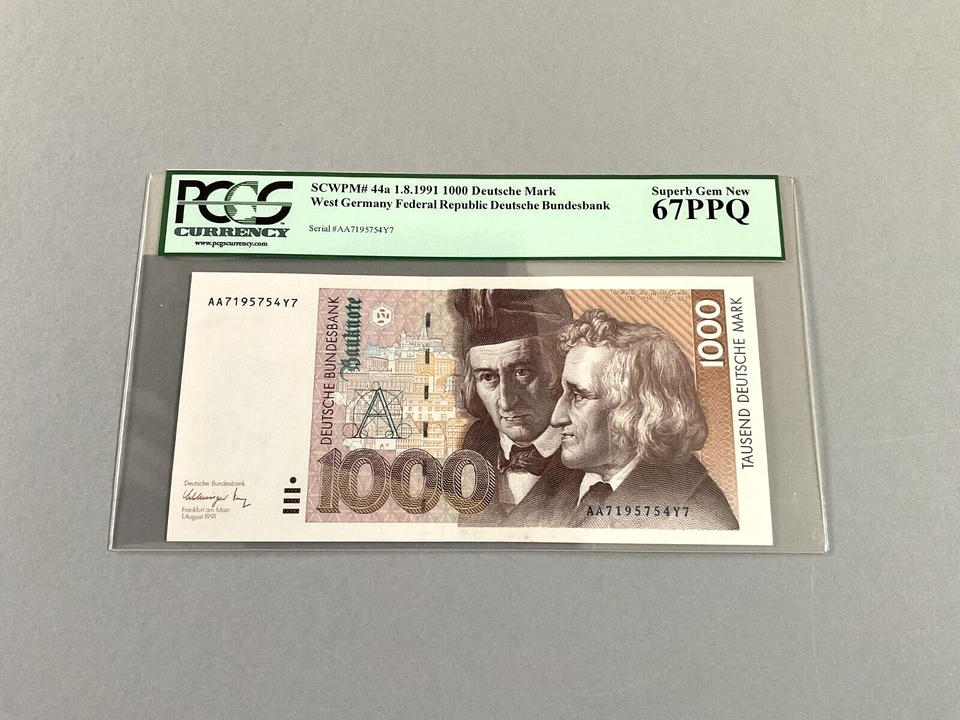 PCGS
CURRENCY
www.pcgscurrency.com
SCWPM# 44a 1.8.1991 1000 Deutsche Mark
West Germany Federal Republic Deutsche Bundesbank
Serial #AA7195754Y7
Superb Gem New
67PPQ
AA7195754Y7
DEUTSCHE BUNDESBANK
Banknote
1000
Deutsche Bundesbank
Frankfurt am Main
1. August 1991
1000
TAUSEND DEUTSCHE MARK
AA7195754Y7